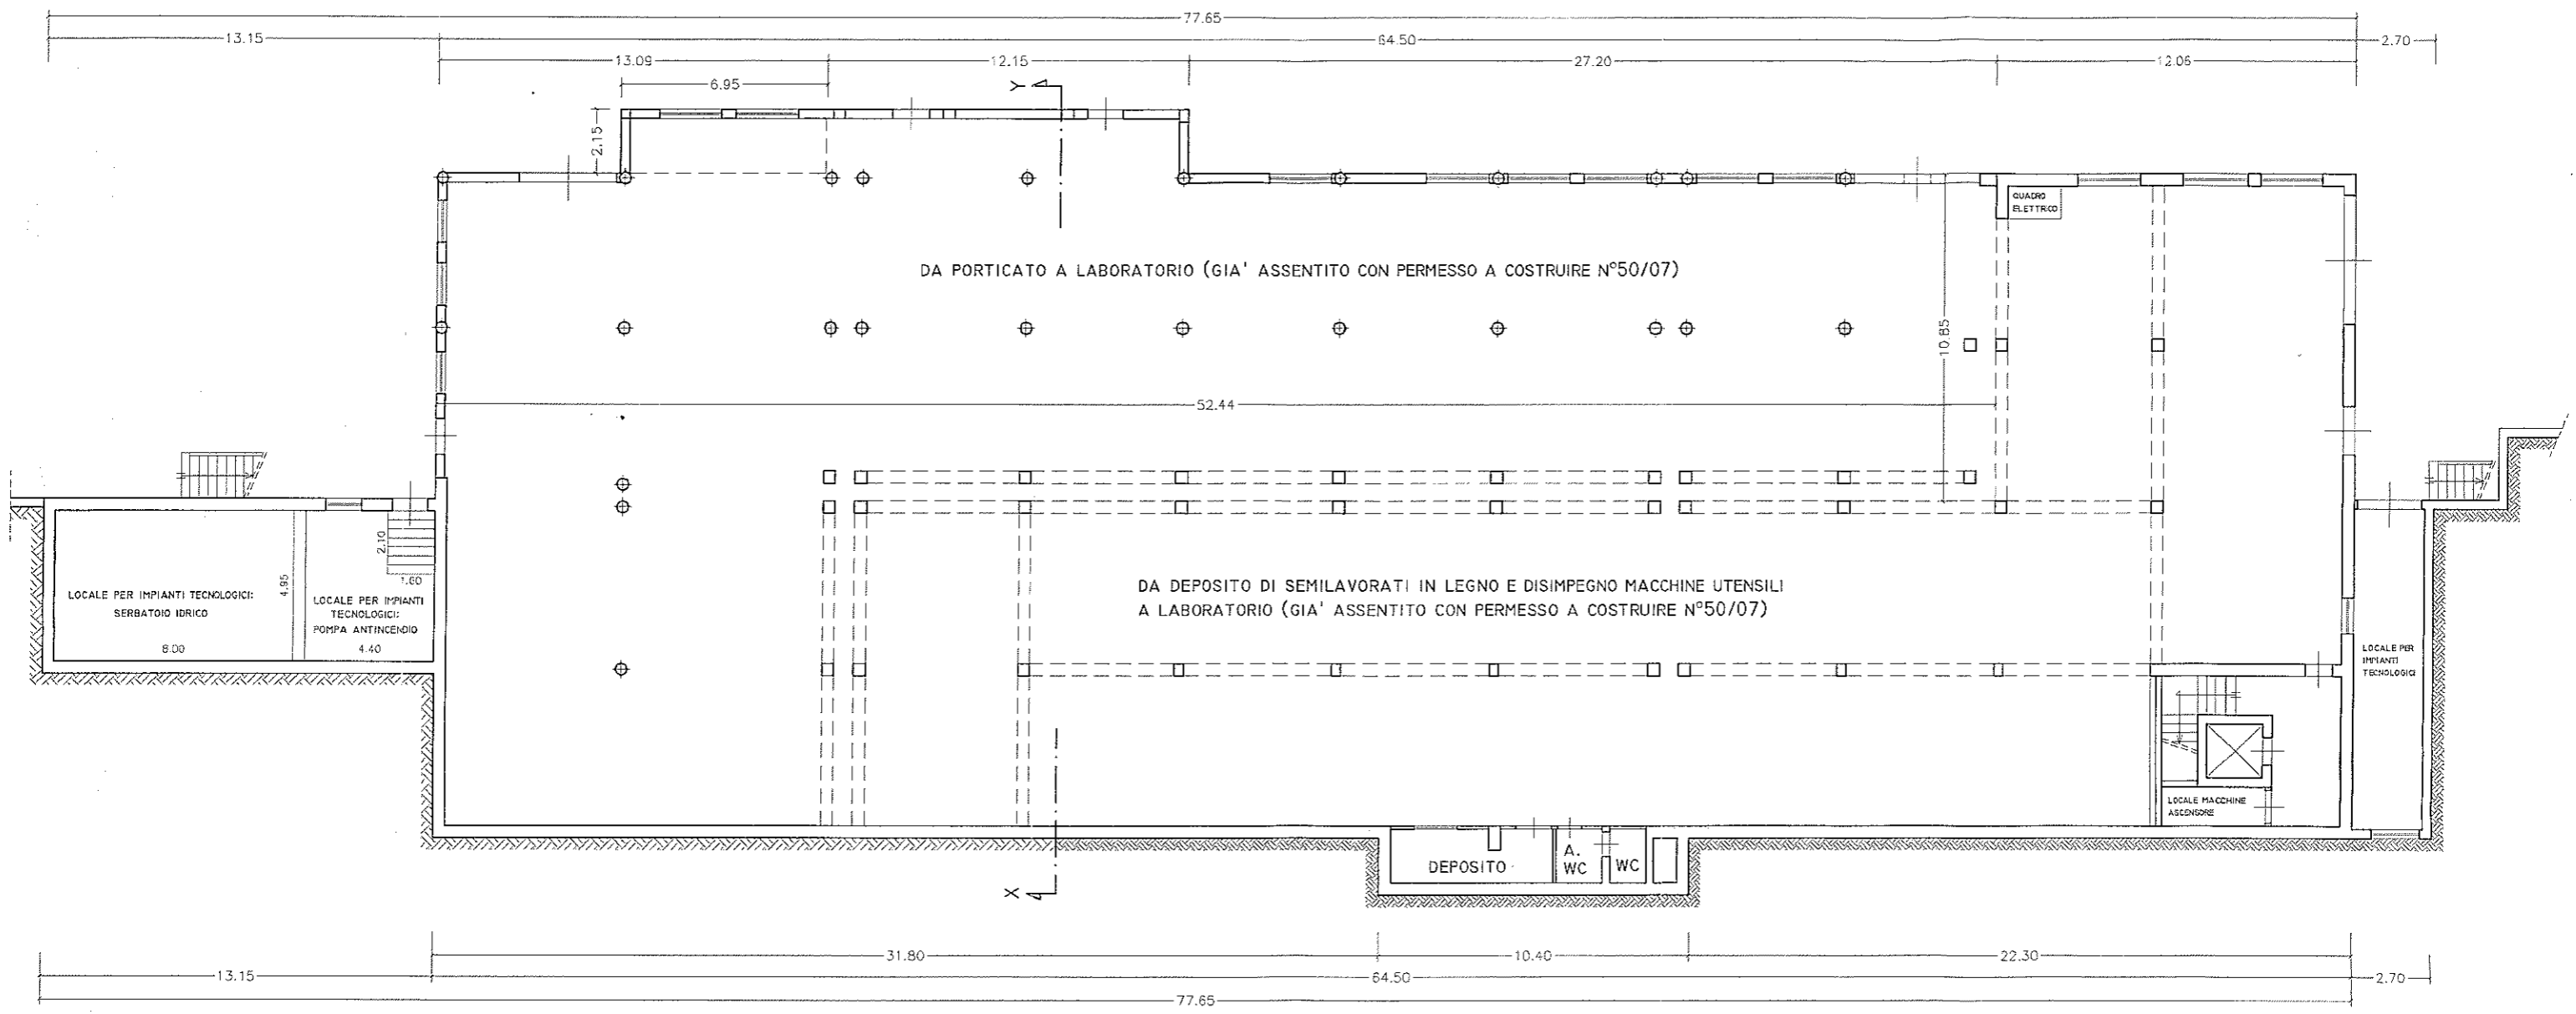 77.65
13.15
64.50
2.70
13.09
12.15
27.20
12.06
6.95
Y
2.15
QUADRO
ELETTRICO
DA PORTICATO A LABORATORIO (GIA' ASSENTITO CON PERMESSO A COSTRUIRE N°50/07)
10.85
52.44
2.10
1.60
4.95
LOCALE PER IMPIANTI TECNOLOGICI:
SERBATOIO IDRICO
8.00
LOCALE PER IMPIANTI
TECNOLOGICI:
POMPA ANTINCENDIO
4.40
DA DEPOSITO DI SEMILAVORATI IN LEGNO E DISIMPEGNO MACCHINE UTENSILI
A LABORATORIO (GIA' ASSENTITO CON PERMESSO A COSTRUIRE N°50/07)
LOCALE PER
IMPIANTI
TECNOLOGICI
LOCALE MACCHINE
ASCENSORE
DEPOSITO
A.
WC
WC
X
31.80
10.40
22.30
13.15
64.50
2.70
77.65